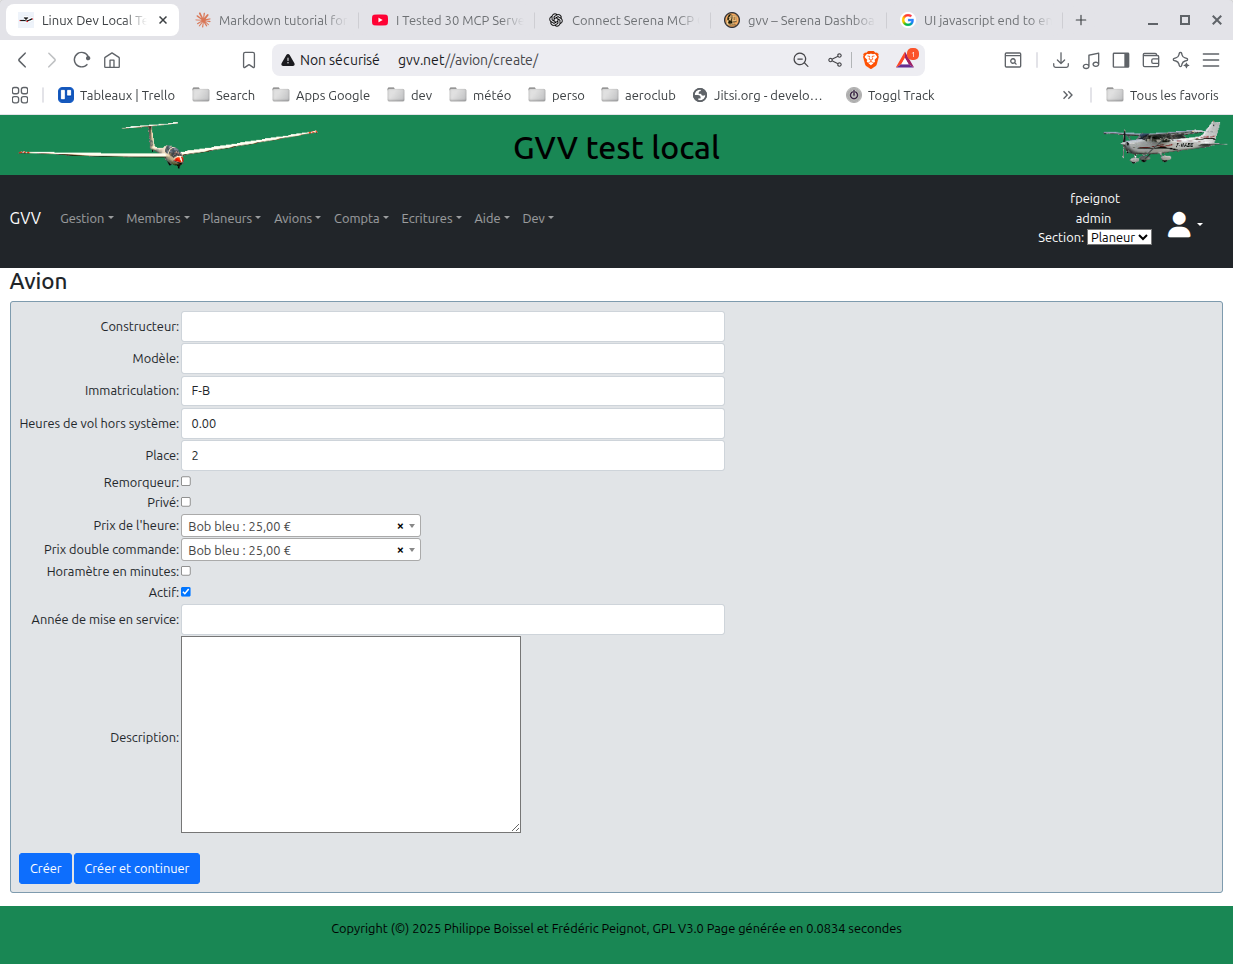 Linux Dev Local Te
Markdown tutorial for
I Tested 30 MCP Serve
Connect Serena MCP
gvv – Serena Dashboa
UI javascript end to en
Non sécurisé gvv.net//avion/create/
1
Tableaux | Trello Search Apps Google dev météo perso aeroclub Jitsi.org - develo... Toggl Track » Tous les favoris
GVV test local
GVV Gestion Membres Planeurs Avions Compta Ecritures Aide Dev
fpeignot
admin
Section: Planeur
Avion
Constructeur:
Modèle:
Immatriculation: F-B
Heures de vol hors système: 0.00
Place: 2
Remorqueur:
Privé:
Prix de l'heure: Bob bleu : 25,00 € ×
Prix double commande: Bob bleu : 25,00 € ×
Horamètre en minutes:
Actif:
Année de mise en service:
Description:
Créer Créer et continuer
Copyright (©) 2025 Philippe Boissel et Frédéric Peignot, GPL V3.0 Page générée en 0.0834 secondes